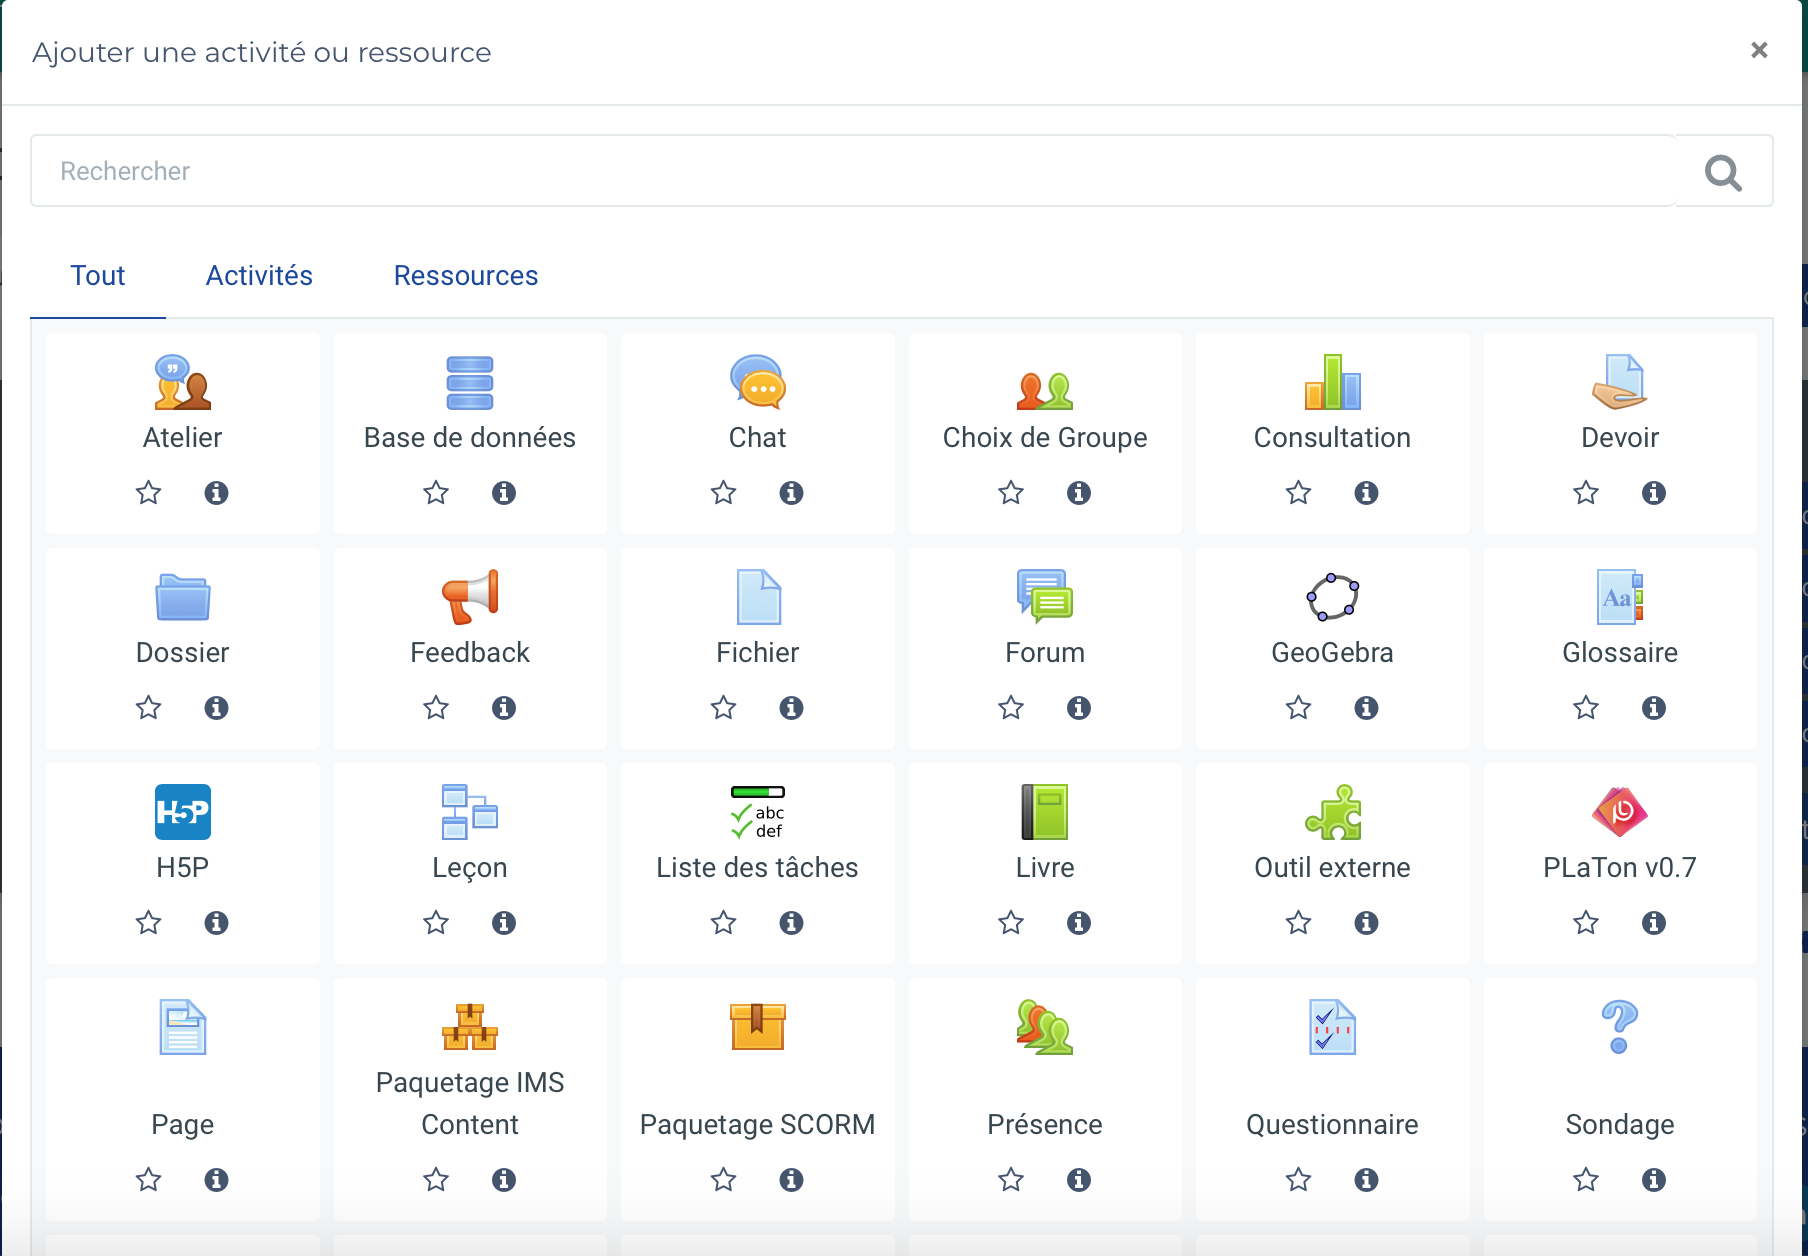 Ajouter une activité ou ressource
Rechercher
Tout
Activités
Ressources
Atelier
Base de données
Chat
Choix de Groupe
Consultation
Devoir
Dossier
Feedback
Fichier
Forum
GeoGebra
Aa
Glossaire
H5P
H5P
Leçon
abc
def
Liste des tâches
Livre
Outil externe
PLaTon v0.7
Page
Paquetage IMS
Content
Paquetage SCORM
Présence
Questionnaire
Sondage